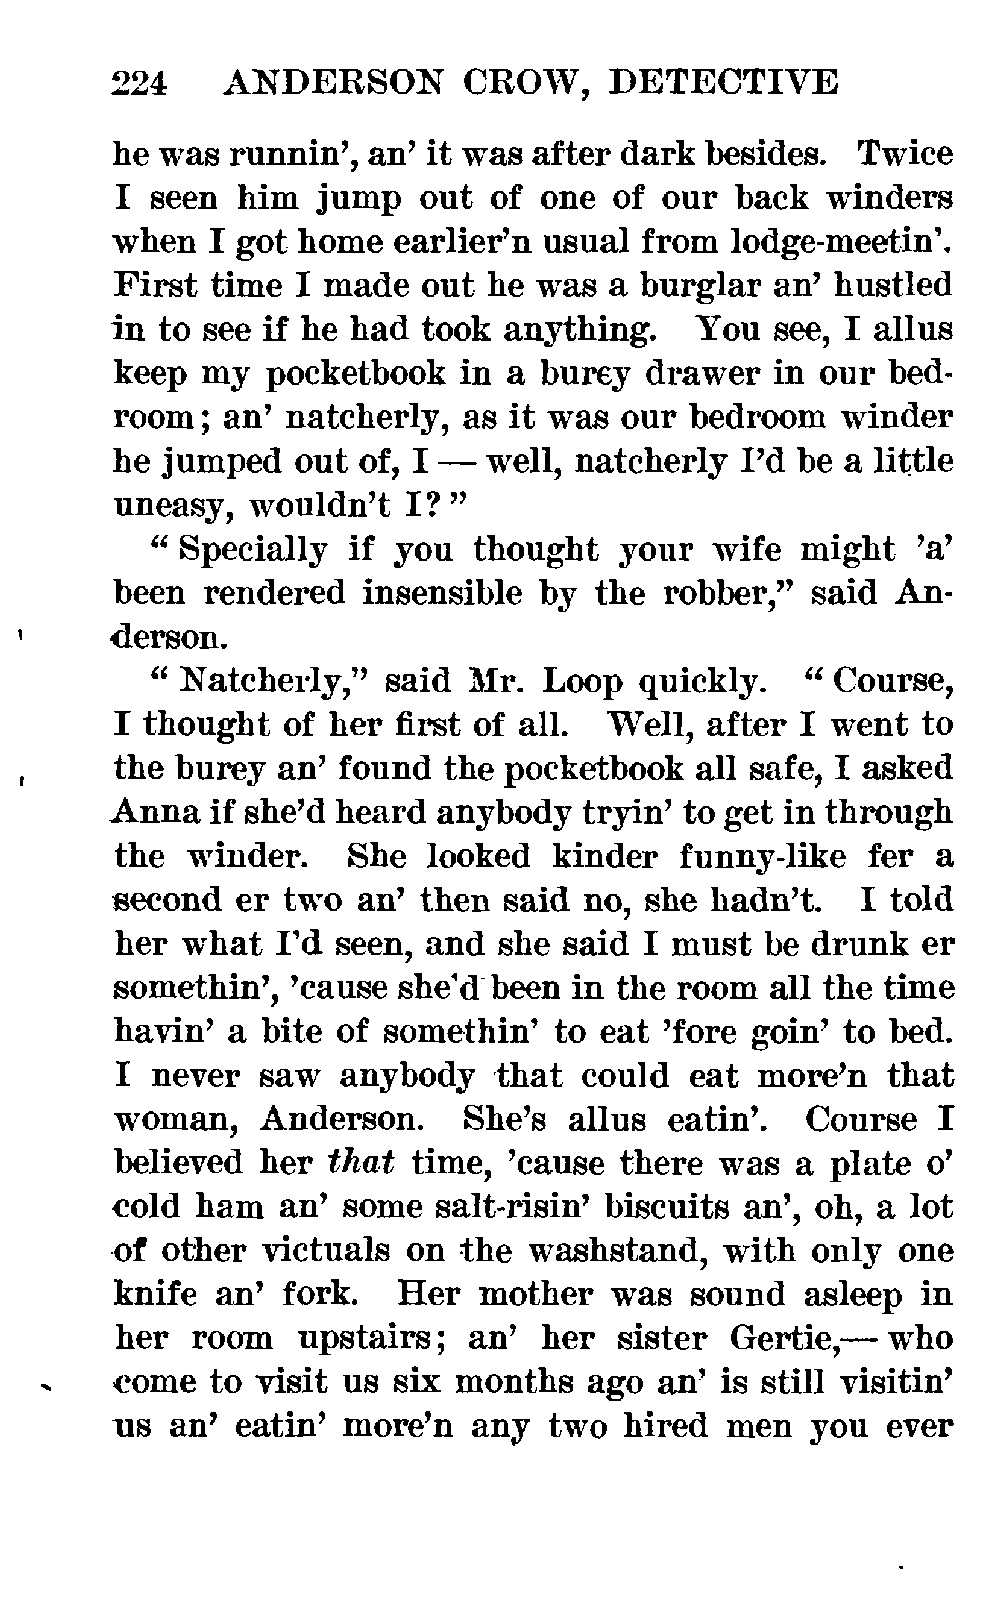 224 ANDERSON CROW, DETECTIVE
he was runnin’, an’ it was after dark besides. Twice
I seen him jump out of one of our back winders
when I got home earlier’n usual from lodge-meetin’.
First time I made out he was a burglar an’ hustled
in to see if he had took anything. You see, I allus
keep my pocketbook in a burey drawer in our bed-
room; an’ natcherly, as it was our bedroom winder
he jumped out of, I — well, natcherly I’d be a little
uneasy, wouldn’t I? ”
“ Specially if you thought your wife might ’a’
been rendered insensible by the robber,” said An-
derson.
“ Natcherly,” said Mr. Loop quickly. “ Course,
I thought of her first of all. Well, after I went to
the burey an’ found the pocketbook all safe, I asked
Anna if she’d heard anybody tryin’ to get in through
the winder. She looked kinder funny-like fer a
second er two an’ then said no, she hadn’t. I told
her what I’d seen, and she said I must be drunk er
somethin’, ’cause she’d been in the room all the time
havin’ a bite of somethin’ to eat ’fore goin’ to bed.
I never saw anybody that could eat more’n that
woman, Anderson. She’s allus eatin’. Course I
believed her that time, ’cause there was a plate o’
cold ham an’ some salt-risin’ biscuits an’, oh, a lot
of other victuals on the washstand, with only one
knife an’ fork. Her mother was sound asleep in
her room upstairs; an’ her sister Gertie,— who
come to visit us six months ago an’ is still visitin’
us an’ eatin’ more’n any two hired men you ever